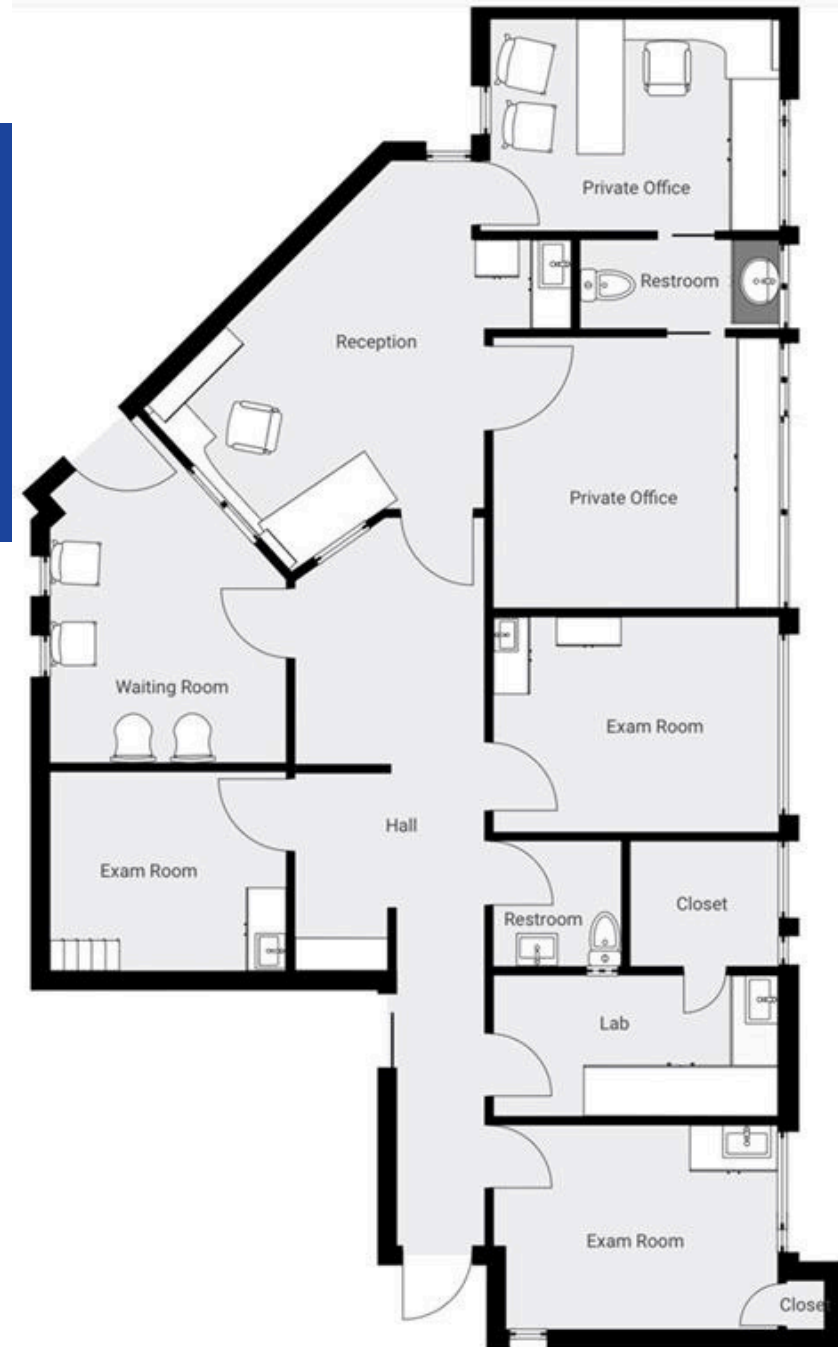 Private Office
Restroom
Reception
Private Office
Waiting Room
Exam Room
Hall
Exam Room
Closet
Restroom
Lab
Exam Room
Closet